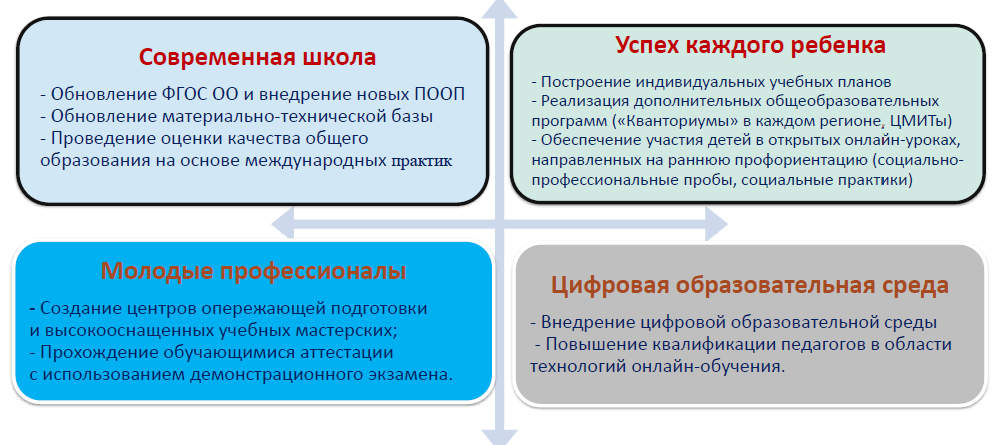 Современная школа
- Обновление ФГОС ОО и внедрение новых ПООП
- Обновление материально-технической базы
- Проведение оценки качества общего
образования на основе международных практик
Успех каждого ребенка
- Построение индивидуальных учебных планов
- Реализация дополнительных общеобразовательных
программ («Кванториумы» в каждом регионе, ЦМИТы)
- Обеспечение участия детей в открытых онлайн-уроках,
направленных на раннюю профориентацию (социально-
профессиональные пробы, социальные практики)
Молодые профессионалы
- Создание центров опережающей подготовки
и высокооснащенных учебных мастерских;
- Прохождение обучающимися аттестации
с использованием демонстрационного экзамена.
Цифровая образовательная среда
- Внедрение цифровой образовательной среды
- Повышение квалификации педагогов в области
технологий онлайн-обучения.